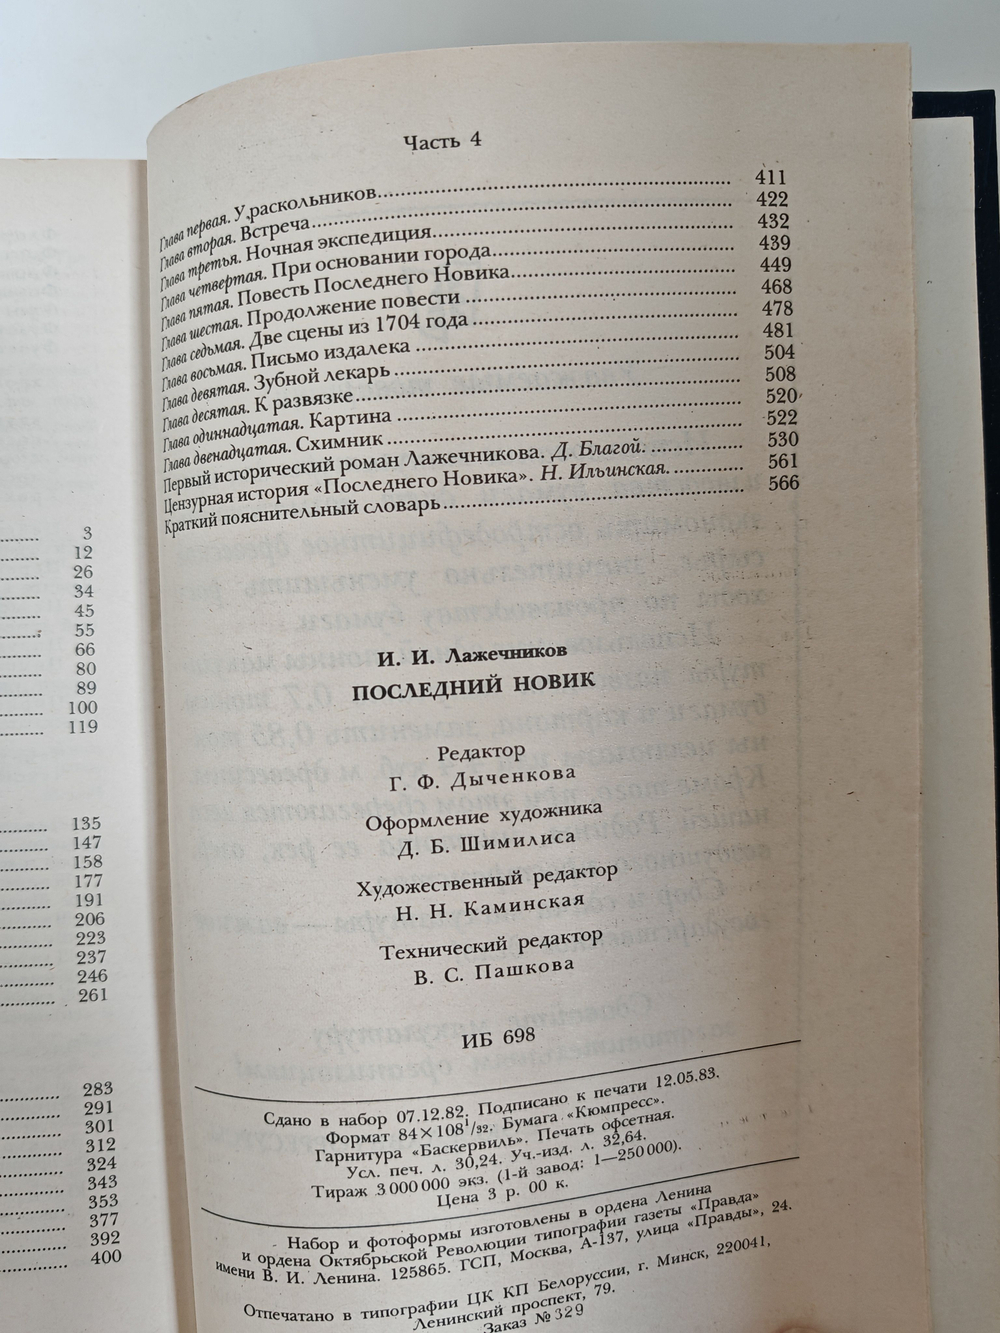 3
12
26
34
45
55
66
80
89
100
119
135
147
158
177
191
206
223
237
246
261
283
291
301
312
324
343
353
377
392
400
Часть 4
Глава первая. У раскольников 411
Глава вторая. Встреча 422
Глава третья. Ночная экспедиция 432
Глава четвертая. При основании города 439
Глава пятая. Повесть Последнего Новика 449
Глава шестая. Продолжение повести 468
Глава седьмая. Две сцены из 1704 года 478
Глава восьмая. Письмо издалека 481
Глава девятая. Зубной лекарь 504
Глава десятая. К развязке 508
Глава одиннадцатая. Картина 520
Глава двенадцатая. Схимник 522
Первый исторический роман Лажечникова. Д. Благой. 530
Цензурная история «Последнего Новика». Н. Ильинская. 561
Краткий пояснительный словарь 566
И. И. Лажечников
ПОСЛЕДНИЙ НОВИК
Редактор
Г. Ф. Дыченкова
Оформление художника
Д. Б. Шимилиса
Художественный редактор
Н. Н. Каминская
Технический редактор
В. С. Пашкова
ИБ 698
Сдано в набор 07.12.82. Подписано к печати 12.05.83.
Формат 84×108¹/₃₂. Бумага «Кюмпресс».
Гарнитура «Баскервиль». Печать офсетная.
Усл. печ. л. 30,24. Уч.-изд. л. 32,64.
Тираж 3 000 000 экз. (1-й завод: 1—250 000).
Цена 3 р. 00 к.
Набор и фотоформы изготовлены в ордена Ленина
и ордена Октябрьской Революции типографии газеты «Правда»
имени В. И. Ленина. 125865. ГСП, Москва, А-137, улица «Правды», 24.
Отпечатано в типографии ЦК КП Белоруссии, г. Минск, 220041,
Ленинский проспект, 79.
Заказ № 329